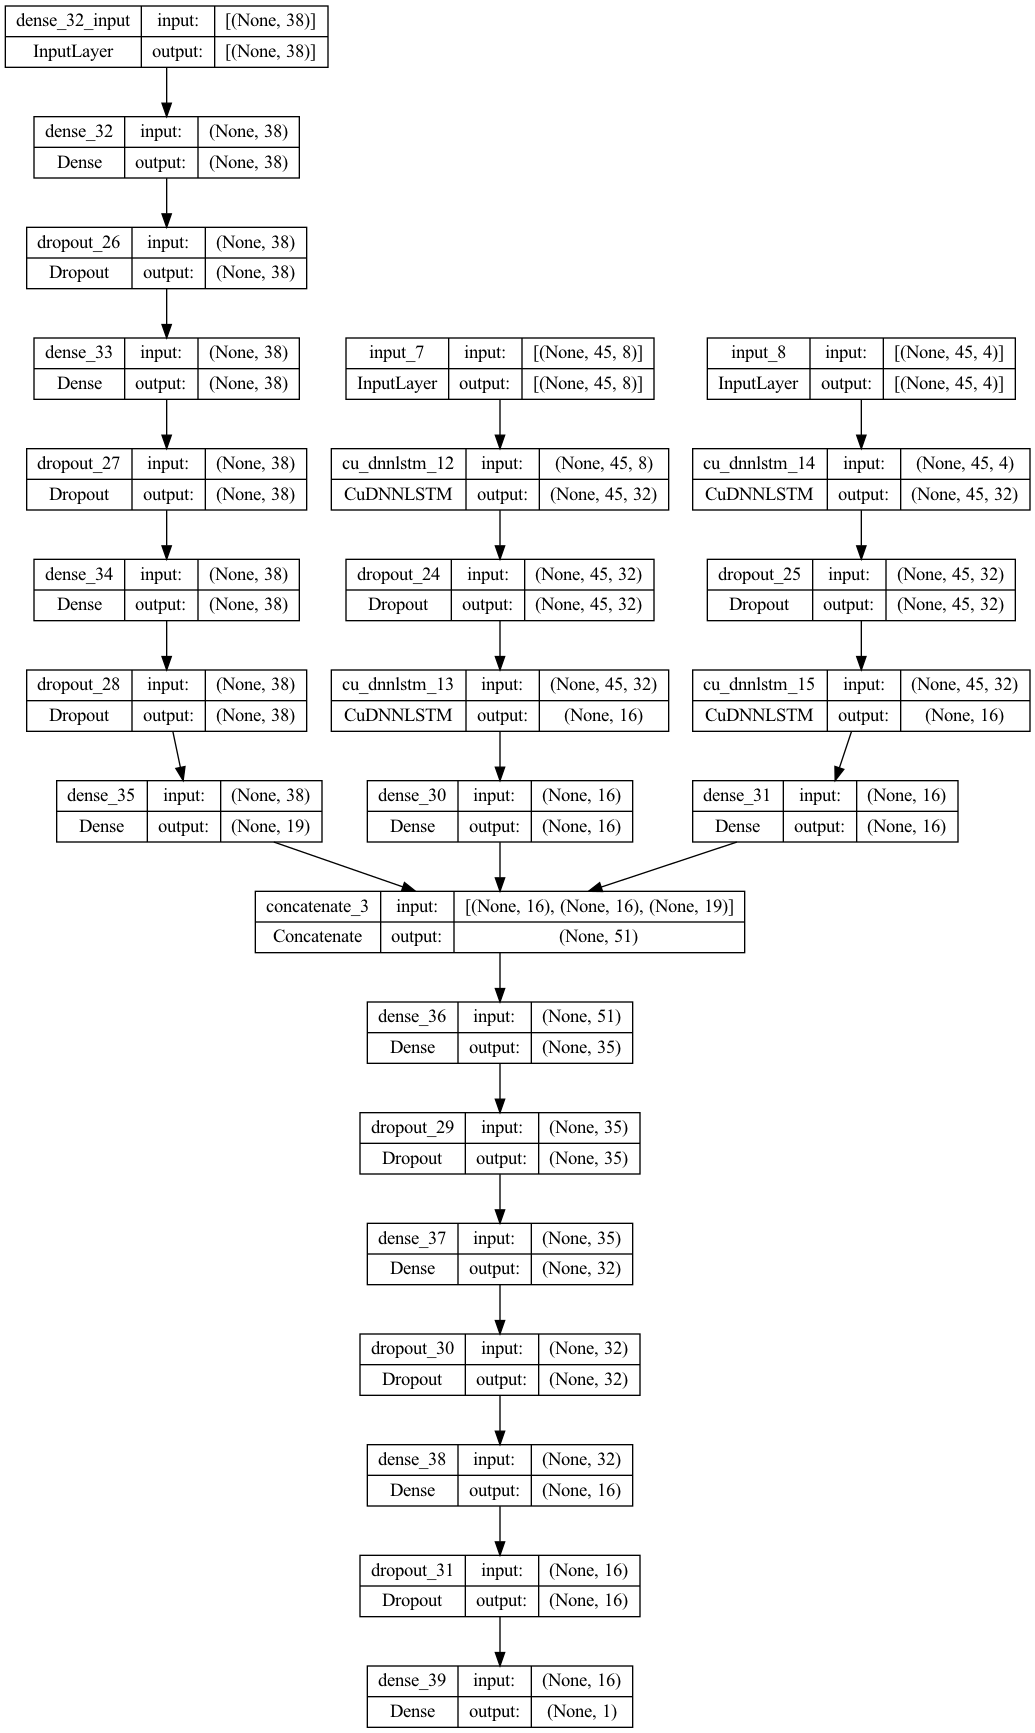 dense_32_input input: [(None, 38)]
InputLayer output: [(None, 38)]
dense_32 input: (None, 38)
Dense output: (None, 38)
dropout_26 input: (None, 38)
Dropout output: (None, 38)
dense_33 input: (None, 38)
Dense output: (None, 38)
input_7 input: [(None, 45, 8)]
InputLayer output: [(None, 45, 8)]
input_8 input: [(None, 45, 4)]
InputLayer output: [(None, 45, 4)]
dropout_27 input: (None, 38)
Dropout output: (None, 38)
cu_dnnlstm_12 input: (None, 45, 8)
CuDNNLSTM output: (None, 45, 32)
cu_dnnlstm_14 input: (None, 45, 4)
CuDNNLSTM output: (None, 45, 32)
dense_34 input: (None, 38)
Dense output: (None, 38)
dropout_24 input: (None, 45, 32)
Dropout output: (None, 45, 32)
dropout_25 input: (None, 45, 32)
Dropout output: (None, 45, 32)
dropout_28 input: (None, 38)
Dropout output: (None, 38)
cu_dnnlstm_13 input: (None, 45, 32)
CuDNNLSTM output: (None, 16)
cu_dnnlstm_15 input: (None, 45, 32)
CuDNNLSTM output: (None, 16)
dense_35 input: (None, 38)
Dense output: (None, 19)
dense_30 input: (None, 16)
Dense output: (None, 16)
dense_31 input: (None, 16)
Dense output: (None, 16)
concatenate_3 input: [(None, 16), (None, 16), (None, 19)]
Concatenate output: (None, 51)
dense_36 input: (None, 51)
Dense output: (None, 35)
dropout_29 input: (None, 35)
Dropout output: (None, 35)
dense_37 input: (None, 35)
Dense output: (None, 32)
dropout_30 input: (None, 32)
Dropout output: (None, 32)
dense_38 input: (None, 32)
Dense output: (None, 16)
dropout_31 input: (None, 16)
Dropout output: (None, 16)
dense_39 input: (None, 16)
Dense output: (None, 1)